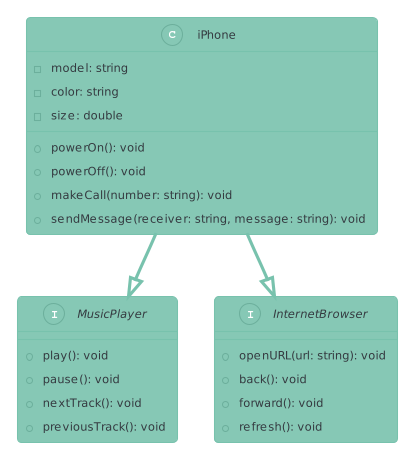 C iPhone
model: string
color: string
size: double
powerOn(): void
powerOff(): void
makeCall(number: string): void
sendMessage(receiver: string, message: string): void
I MusicPlayer
play(): void
pause(): void
nextTrack(): void
previousTrack(): void
I InternetBrowser
openURL(url: string): void
back(): void
forward(): void
refresh(): void